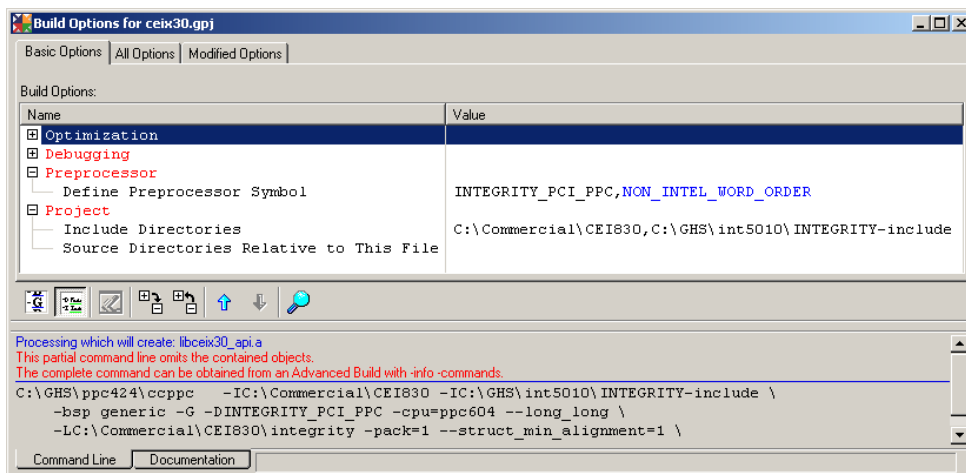 Build Options for ceix30.gpj
Basic Options All Options Modified Options
Build Options:
Name Value
Optimization
Debugging
Preprocessor
Define Preprocessor Symbol INTEGRITY_PCI_PPC,NON_INTEL_WORD_ORDER
Project
Include Directories C:\Commercial\CEI830,C:\GHS\int5010\INTEGRITY-include
Source Directories Relative to This File
Processing which will create: libceix30_api.a
This partial command line omits the contained objects.
The complete command can be obtained from an Advanced Build with -info -commands.
C:\GHS\ppc424\ccppc -IC:\Commercial\CEI830 -IC:\GHS\int5010\INTEGRITY-include \
-bsp generic -G -DINTEGRITY_PCI_PPC -cpu=ppc604 --long_long \
-LC:\Commercial\CEI830\integrity -pack=1 --struct_min_alignment=1 \
Command Line Documentation